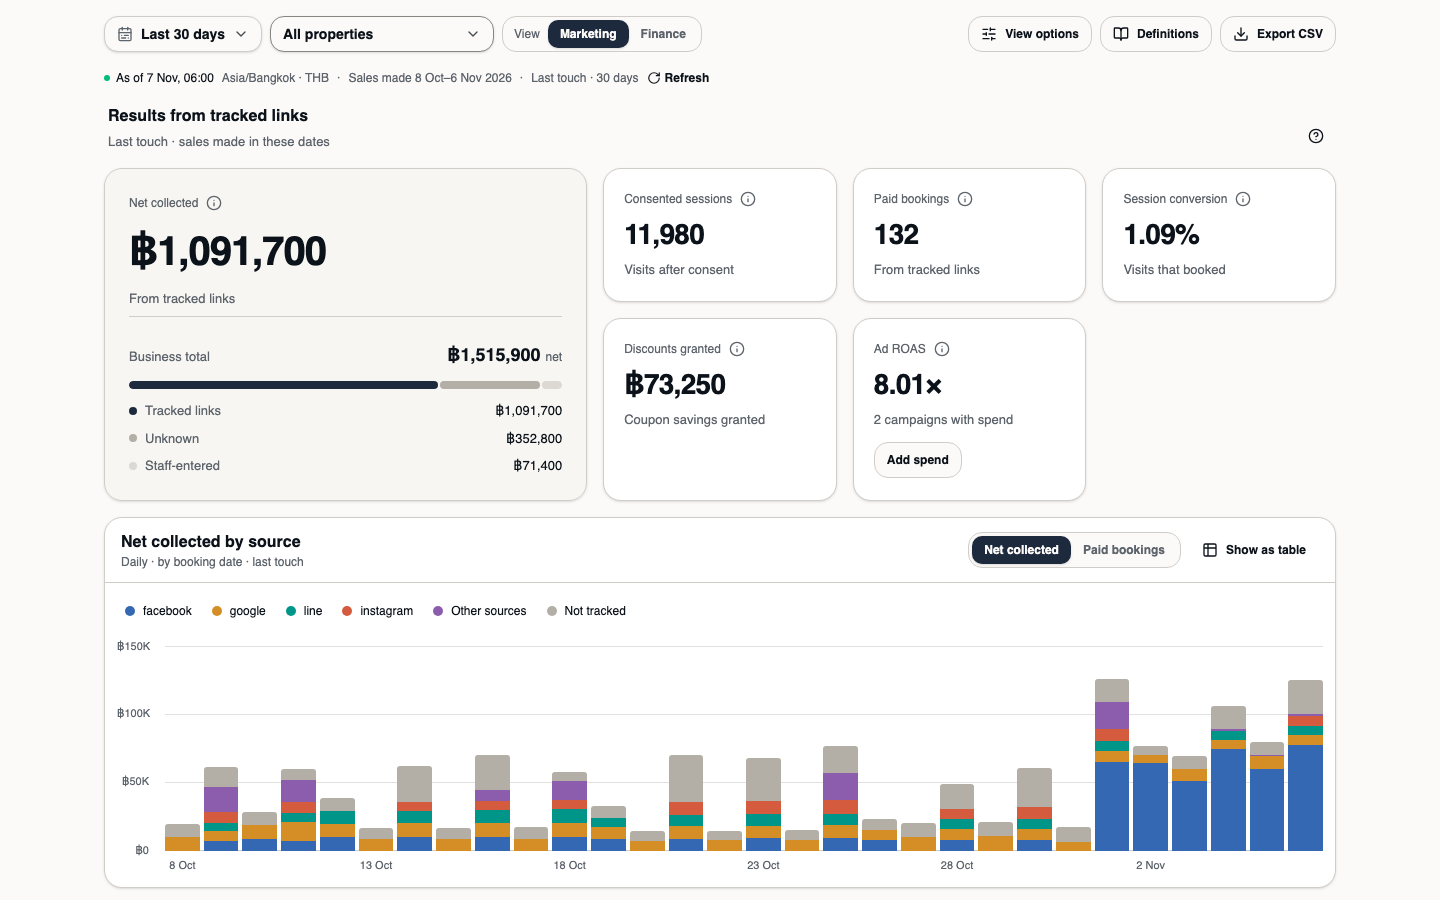 Last 30 days
All properties
View Marketing Finance
View options
Definitions
Export CSV
As of 7 Nov, 06:00 Asia/Bangkok · THB · Sales made 8 Oct–6 Nov 2026 · Last touch · 30 days Refresh
Results from tracked links
Last touch · sales made in these dates
Net collected
฿1,091,700
From tracked links
Business total ฿1,515,900 net
Tracked links ฿1,091,700
Unknown ฿352,800
Staff-entered ฿71,400
Consented sessions
11,980
Visits after consent
Paid bookings
132
From tracked links
Session conversion
1.09%
Visits that booked
Discounts granted
฿73,250
Coupon savings granted
Ad ROAS
8.01×
2 campaigns with spend
Add spend
Net collected by source
Daily · by booking date · last touch
Net collected Paid bookings
Show as table
facebook google line instagram Other sources Not tracked
฿150K
฿100K
฿50K
฿0
8 Oct 13 Oct 18 Oct 23 Oct 28 Oct 2 Nov